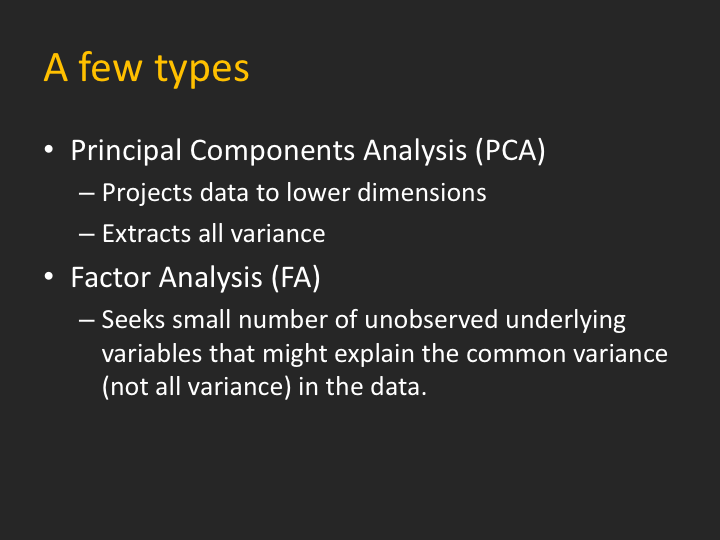 A few types
• Principal Components Analysis (PCA)
– Projects data to lower dimensions
– Extracts all variance
• Factor Analysis (FA)
– Seeks small number of unobserved underlying
variables that might explain the common variance
(not all variance) in the data.